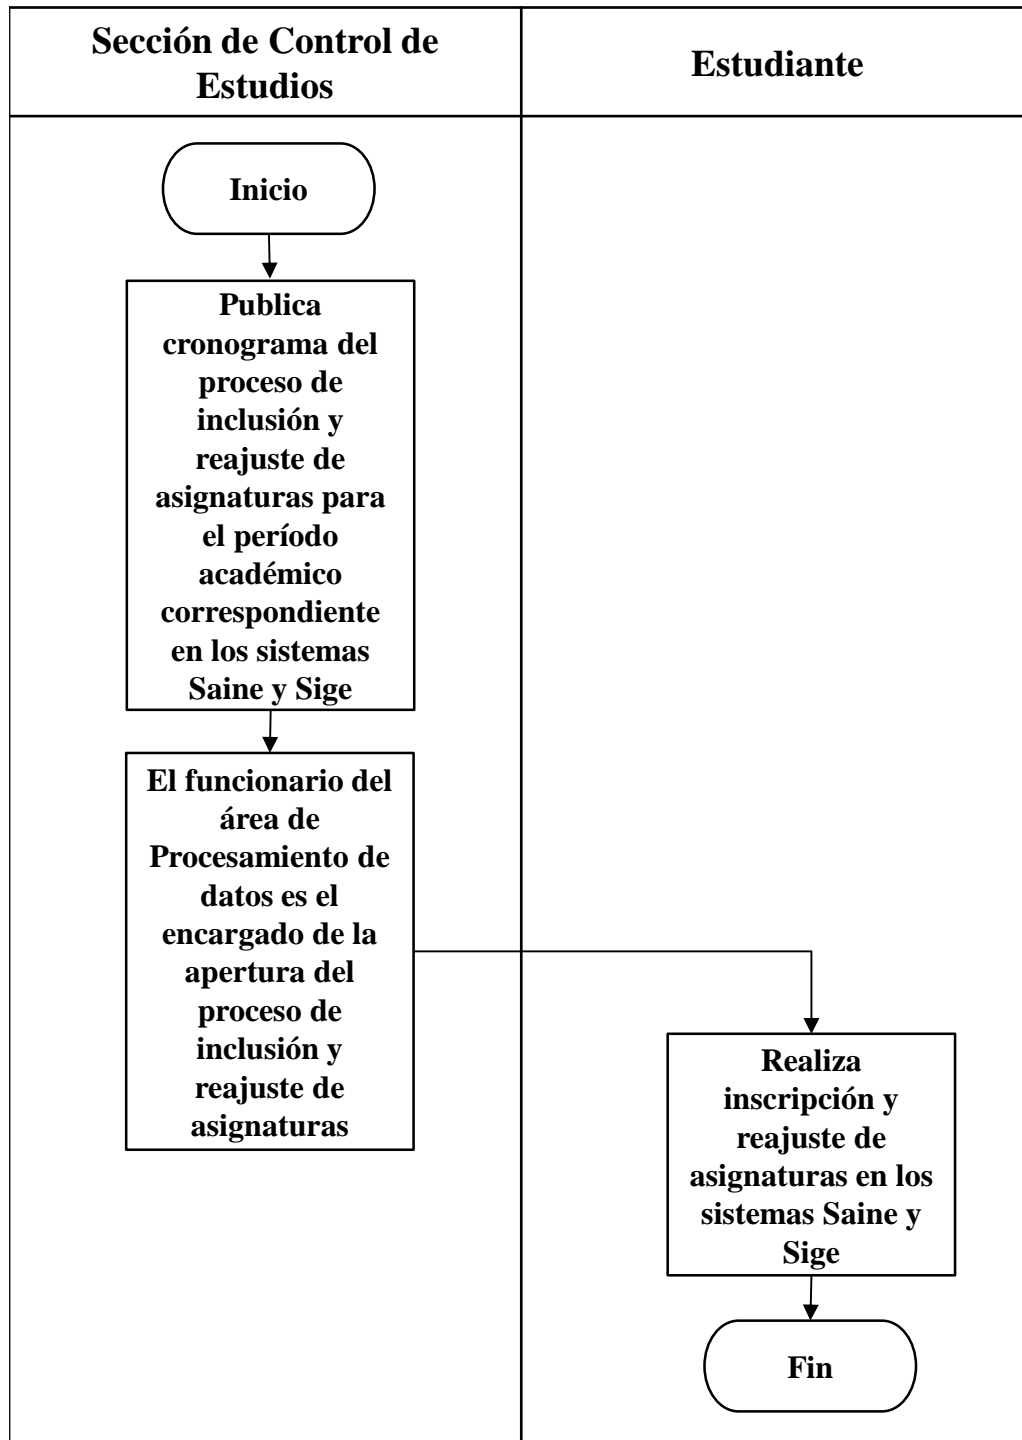 Sección de Control de
Estudios
Estudiante
Inicio
Publica
cronograma del
proceso de
inclusión y
reajuste de
asignaturas para
el período
académico
correspondiente
en los sistemas
Saine y Sige
El funcionario del
área de
Procesamiento de
datos es el
encargado de la
apertura del
proceso de
inclusión y
reajuste de
asignaturas
Realiza
inscripción y
reajuste de
asignaturas en los
sistemas Saine y
Sige
Fin